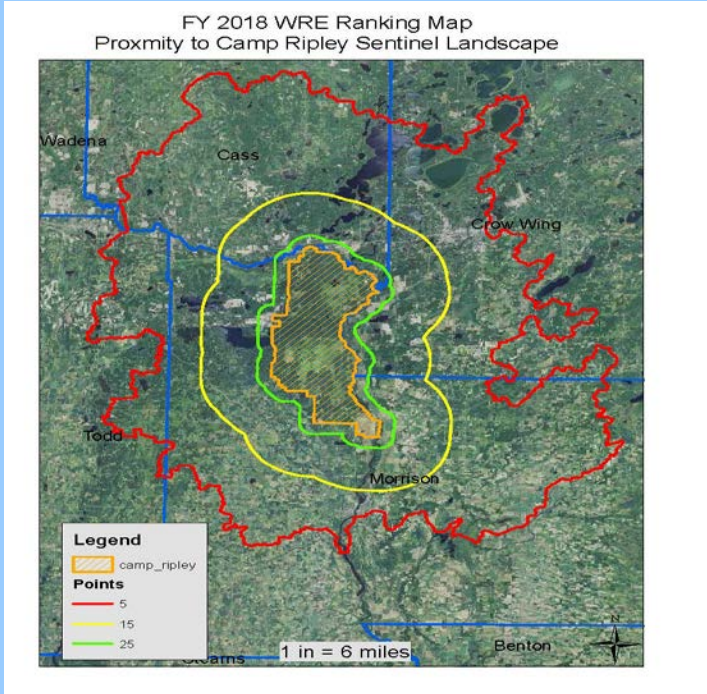 FY 2018 WRE Ranking Map
Proxmity to Camp Ripley Sentinel Landscape
Wadena
Cass
Crow Wing
Todd
Morrison
Legend
camp_ripley
Points
5
15
25
N
1 in = 6 miles
Benton
Stearns